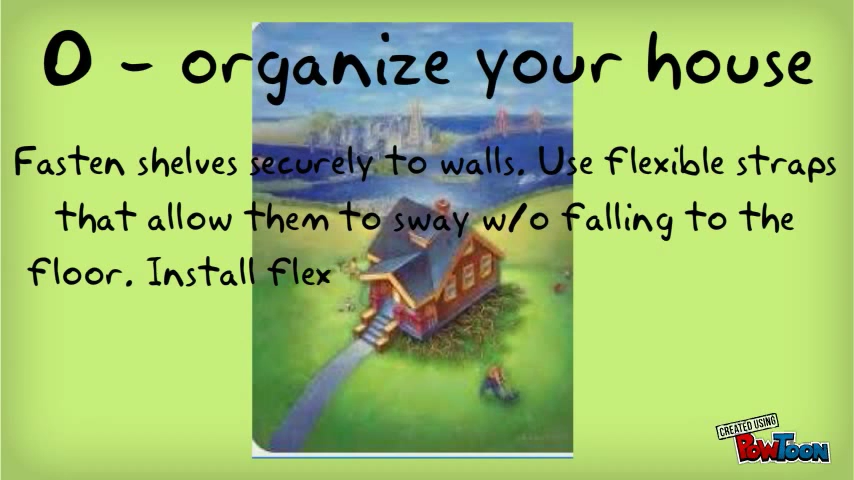 O - organize your house
Fasten shelves securely to walls. Use flexible straps
that allow them to sway w/o falling to the
floor. Install flex
CREATED USING
POWTOON